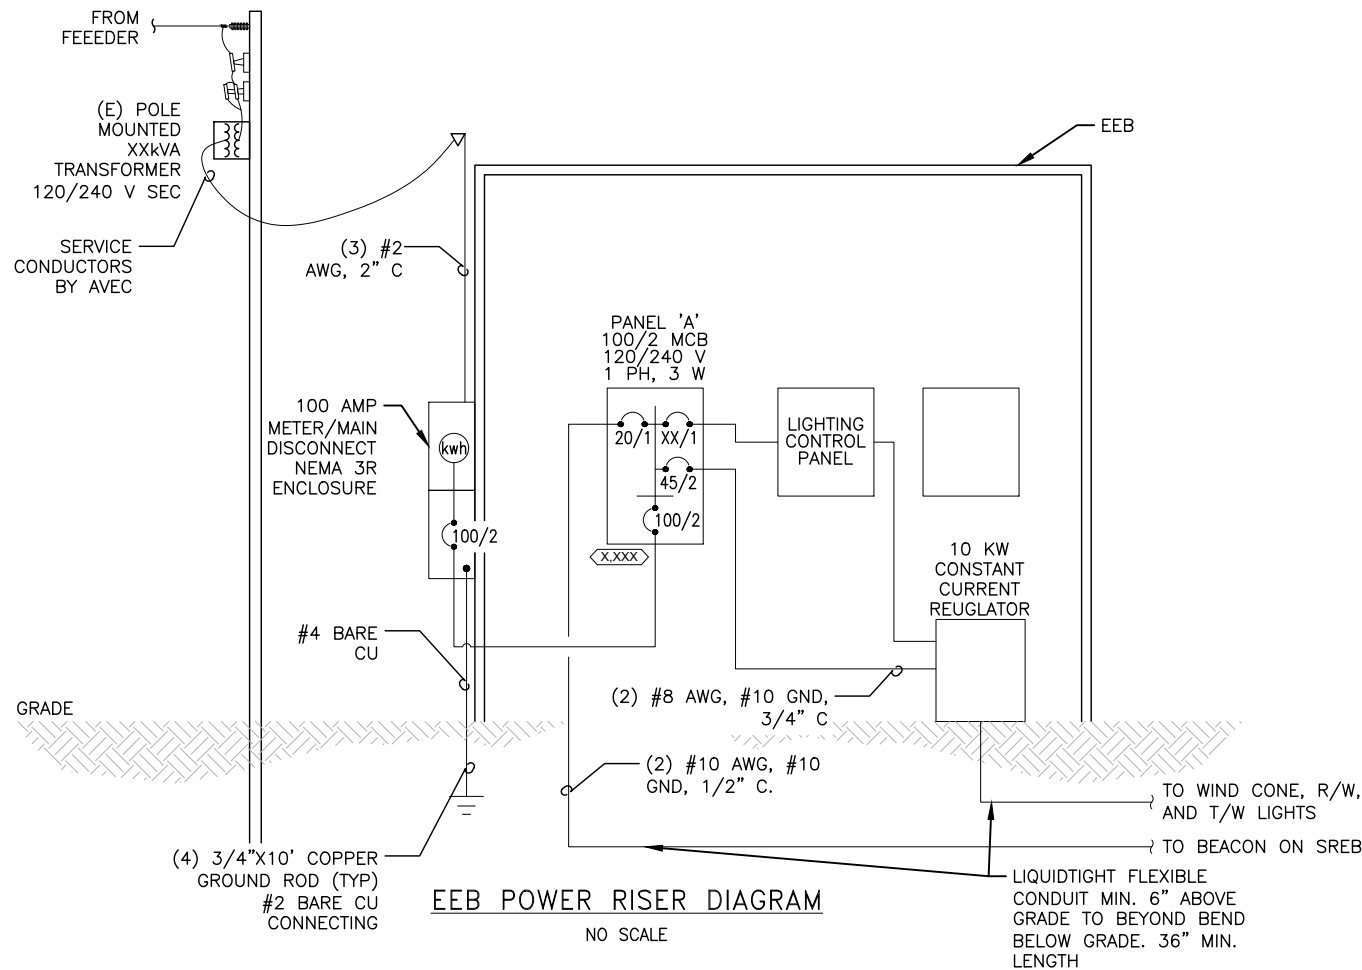 FROM
FEEEDER
(E) POLE
MOUNTED
XXkVA
TRANSFORMER
120/240 V SEC
SERVICE
CONDUCTORS
BY AVEC
EEB
(3) #2
AWG, 2" C
PANEL 'A'
100/2 MCB
120/240 V
1 PH, 3 W
100 AMP
METER/MAIN
DISCONNECT
NEMA 3R
ENCLOSURE
kwh
100/2
20/1
XX/1
45/2
100/2
X,XXX
LIGHTING
CONTROL
PANEL
10 KW
CONSTANT
CURRENT
REUGLATOR
#4 BARE
CU
(2) #8 AWG, #10 GND,
3/4" C
GRADE
(2) #10 AWG, #10
GND, 1/2" C.
TO WIND CONE, R/W,
AND T/W LIGHTS
TO BEACON ON SREB
(4) 3/4"X10' COPPER
GROUND ROD (TYP)
#2 BARE CU
CONNECTING
LIQUIDTIGHT FLEXIBLE
CONDUIT MIN. 6" ABOVE
GRADE TO BEYOND BEND
BELOW GRADE. 36" MIN.
LENGTH
EEB POWER RISER DIAGRAM
NO SCALE